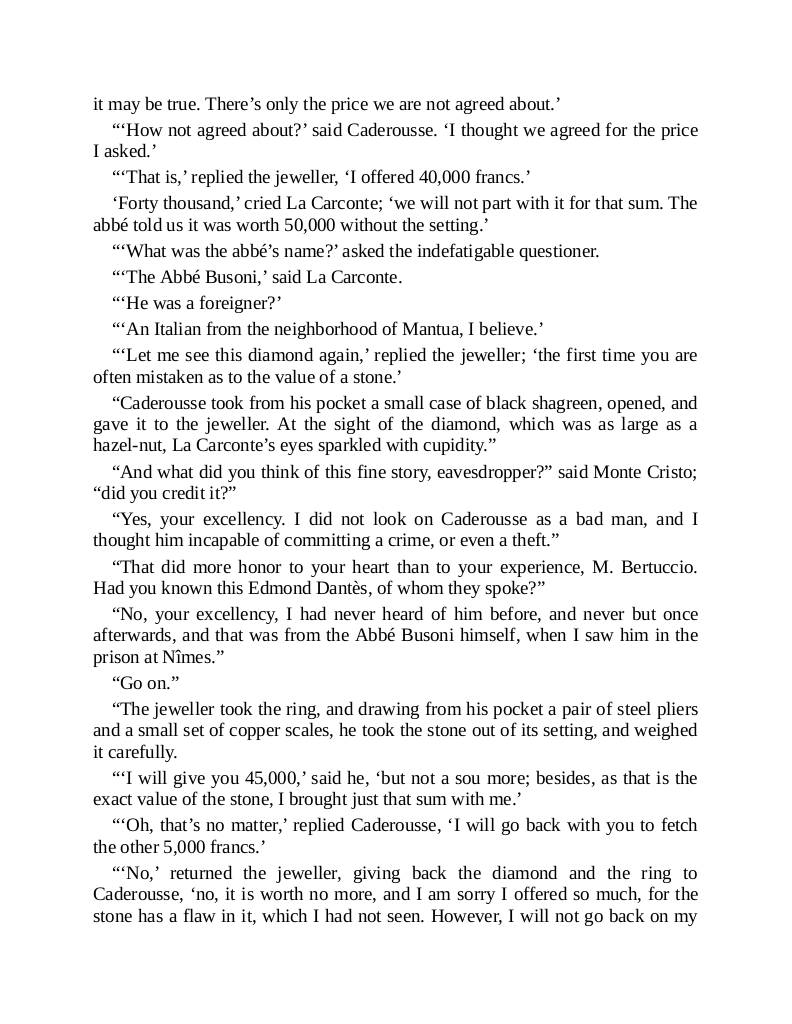 it may be true. There’s only the price we are not agreed about.’
“‘How not agreed about?’ said Caderousse. ‘I thought we agreed for the price
I asked.’
“‘That is,’ replied the jeweller, ‘I offered 40,000 francs.’
‘Forty thousand,’ cried La Carconte; ‘we will not part with it for that sum. The
abbé told us it was worth 50,000 without the setting.’
“‘What was the abbé’s name?’ asked the indefatigable questioner.
“‘The Abbé Busoni,’ said La Carconte.
“‘He was a foreigner?’
“‘An Italian from the neighborhood of Mantua, I believe.’
“‘Let me see this diamond again,’ replied the jeweller; ‘the first time you are
often mistaken as to the value of a stone.’
“Caderousse took from his pocket a small case of black shagreen, opened, and
gave it to the jeweller. At the sight of the diamond, which was as large as a
hazel-nut, La Carconte’s eyes sparkled with cupidity.”
“And what did you think of this fine story, eavesdropper?” said Monte Cristo;
“did you credit it?”
“Yes, your excellency. I did not look on Caderousse as a bad man, and I
thought him incapable of committing a crime, or even a theft.”
“That did more honor to your heart than to your experience, M. Bertuccio.
Had you known this Edmond Dantès, of whom they spoke?”
“No, your excellency, I had never heard of him before, and never but once
afterwards, and that was from the Abbé Busoni himself, when I saw him in the
prison at Nîmes.”
“Go on.”
“The jeweller took the ring, and drawing from his pocket a pair of steel pliers
and a small set of copper scales, he took the stone out of its setting, and weighed
it carefully.
“‘I will give you 45,000,’ said he, ‘but not a sou more; besides, as that is the
exact value of the stone, I brought just that sum with me.’
“‘Oh, that’s no matter,’ replied Caderousse, ‘I will go back with you to fetch
the other 5,000 francs.’
“‘No,’ returned the jeweller, giving back the diamond and the ring to
Caderousse, ‘no, it is worth no more, and I am sorry I offered so much, for the
stone has a flaw in it, which I had not seen. However, I will not go back on my